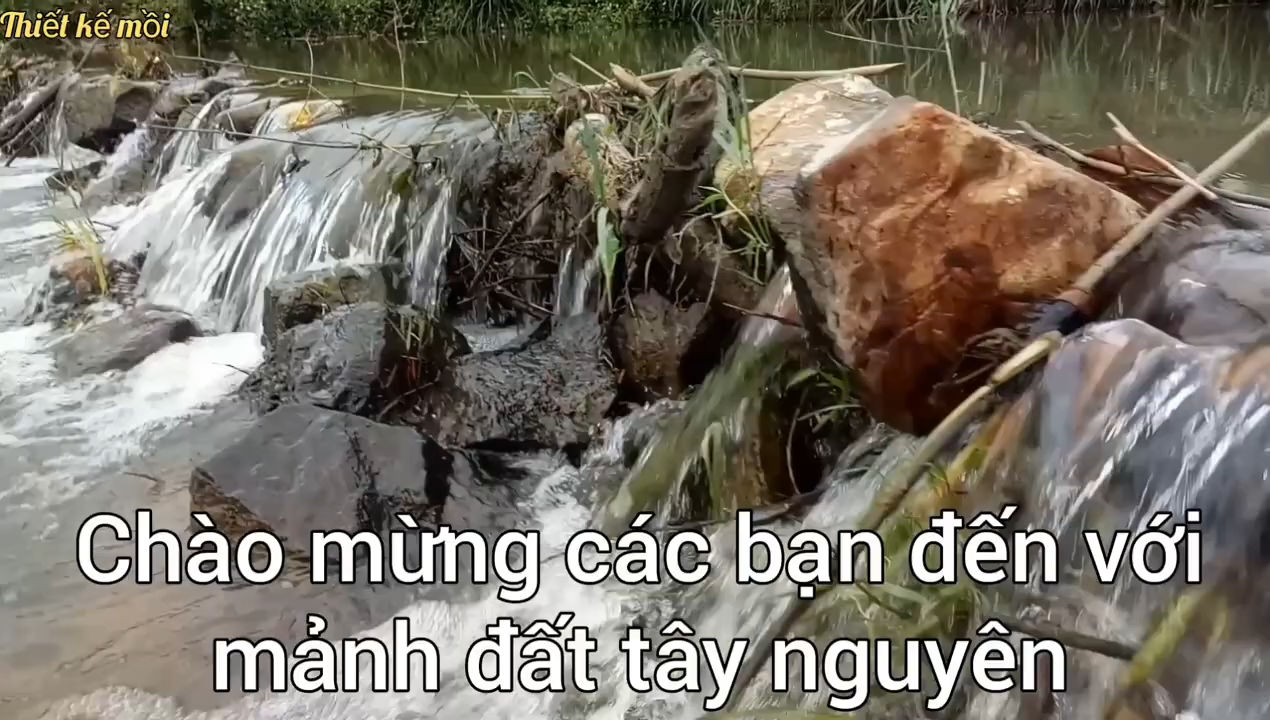 Thiết kế mồi
Chào mừng các bạn đến với
mảnh đất tây nguyên